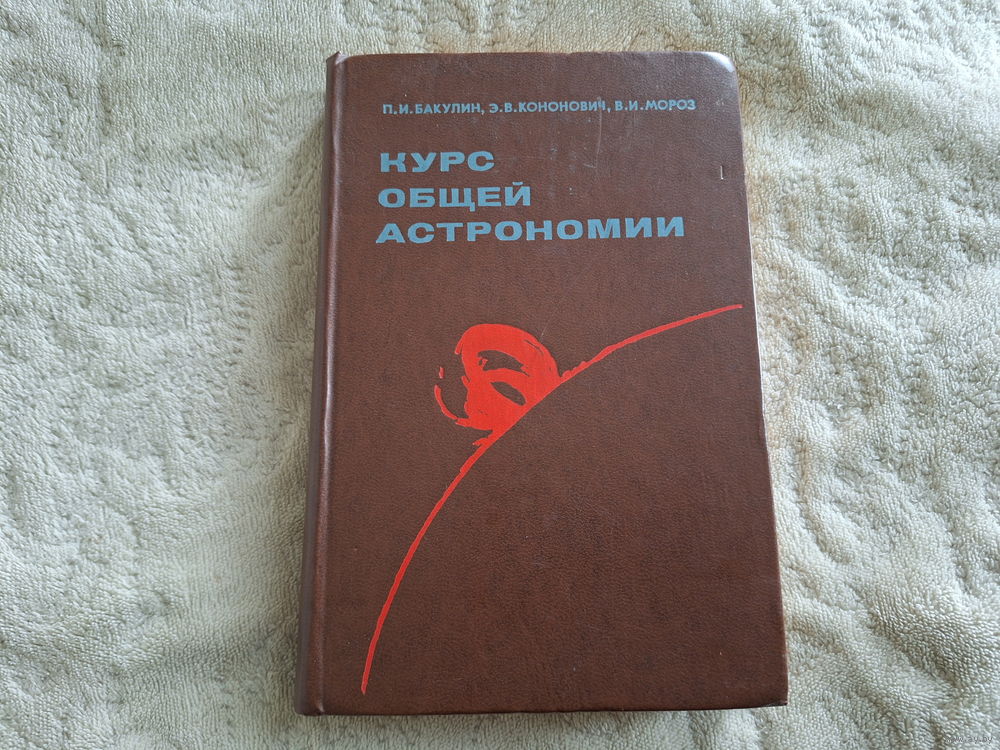 П.И.БАКУЛИН, Э.В.КОНОНОВИЧ, В.И.МОРОЗ
КУРС
ОБЩЕЙ
АСТРОНОМИИ